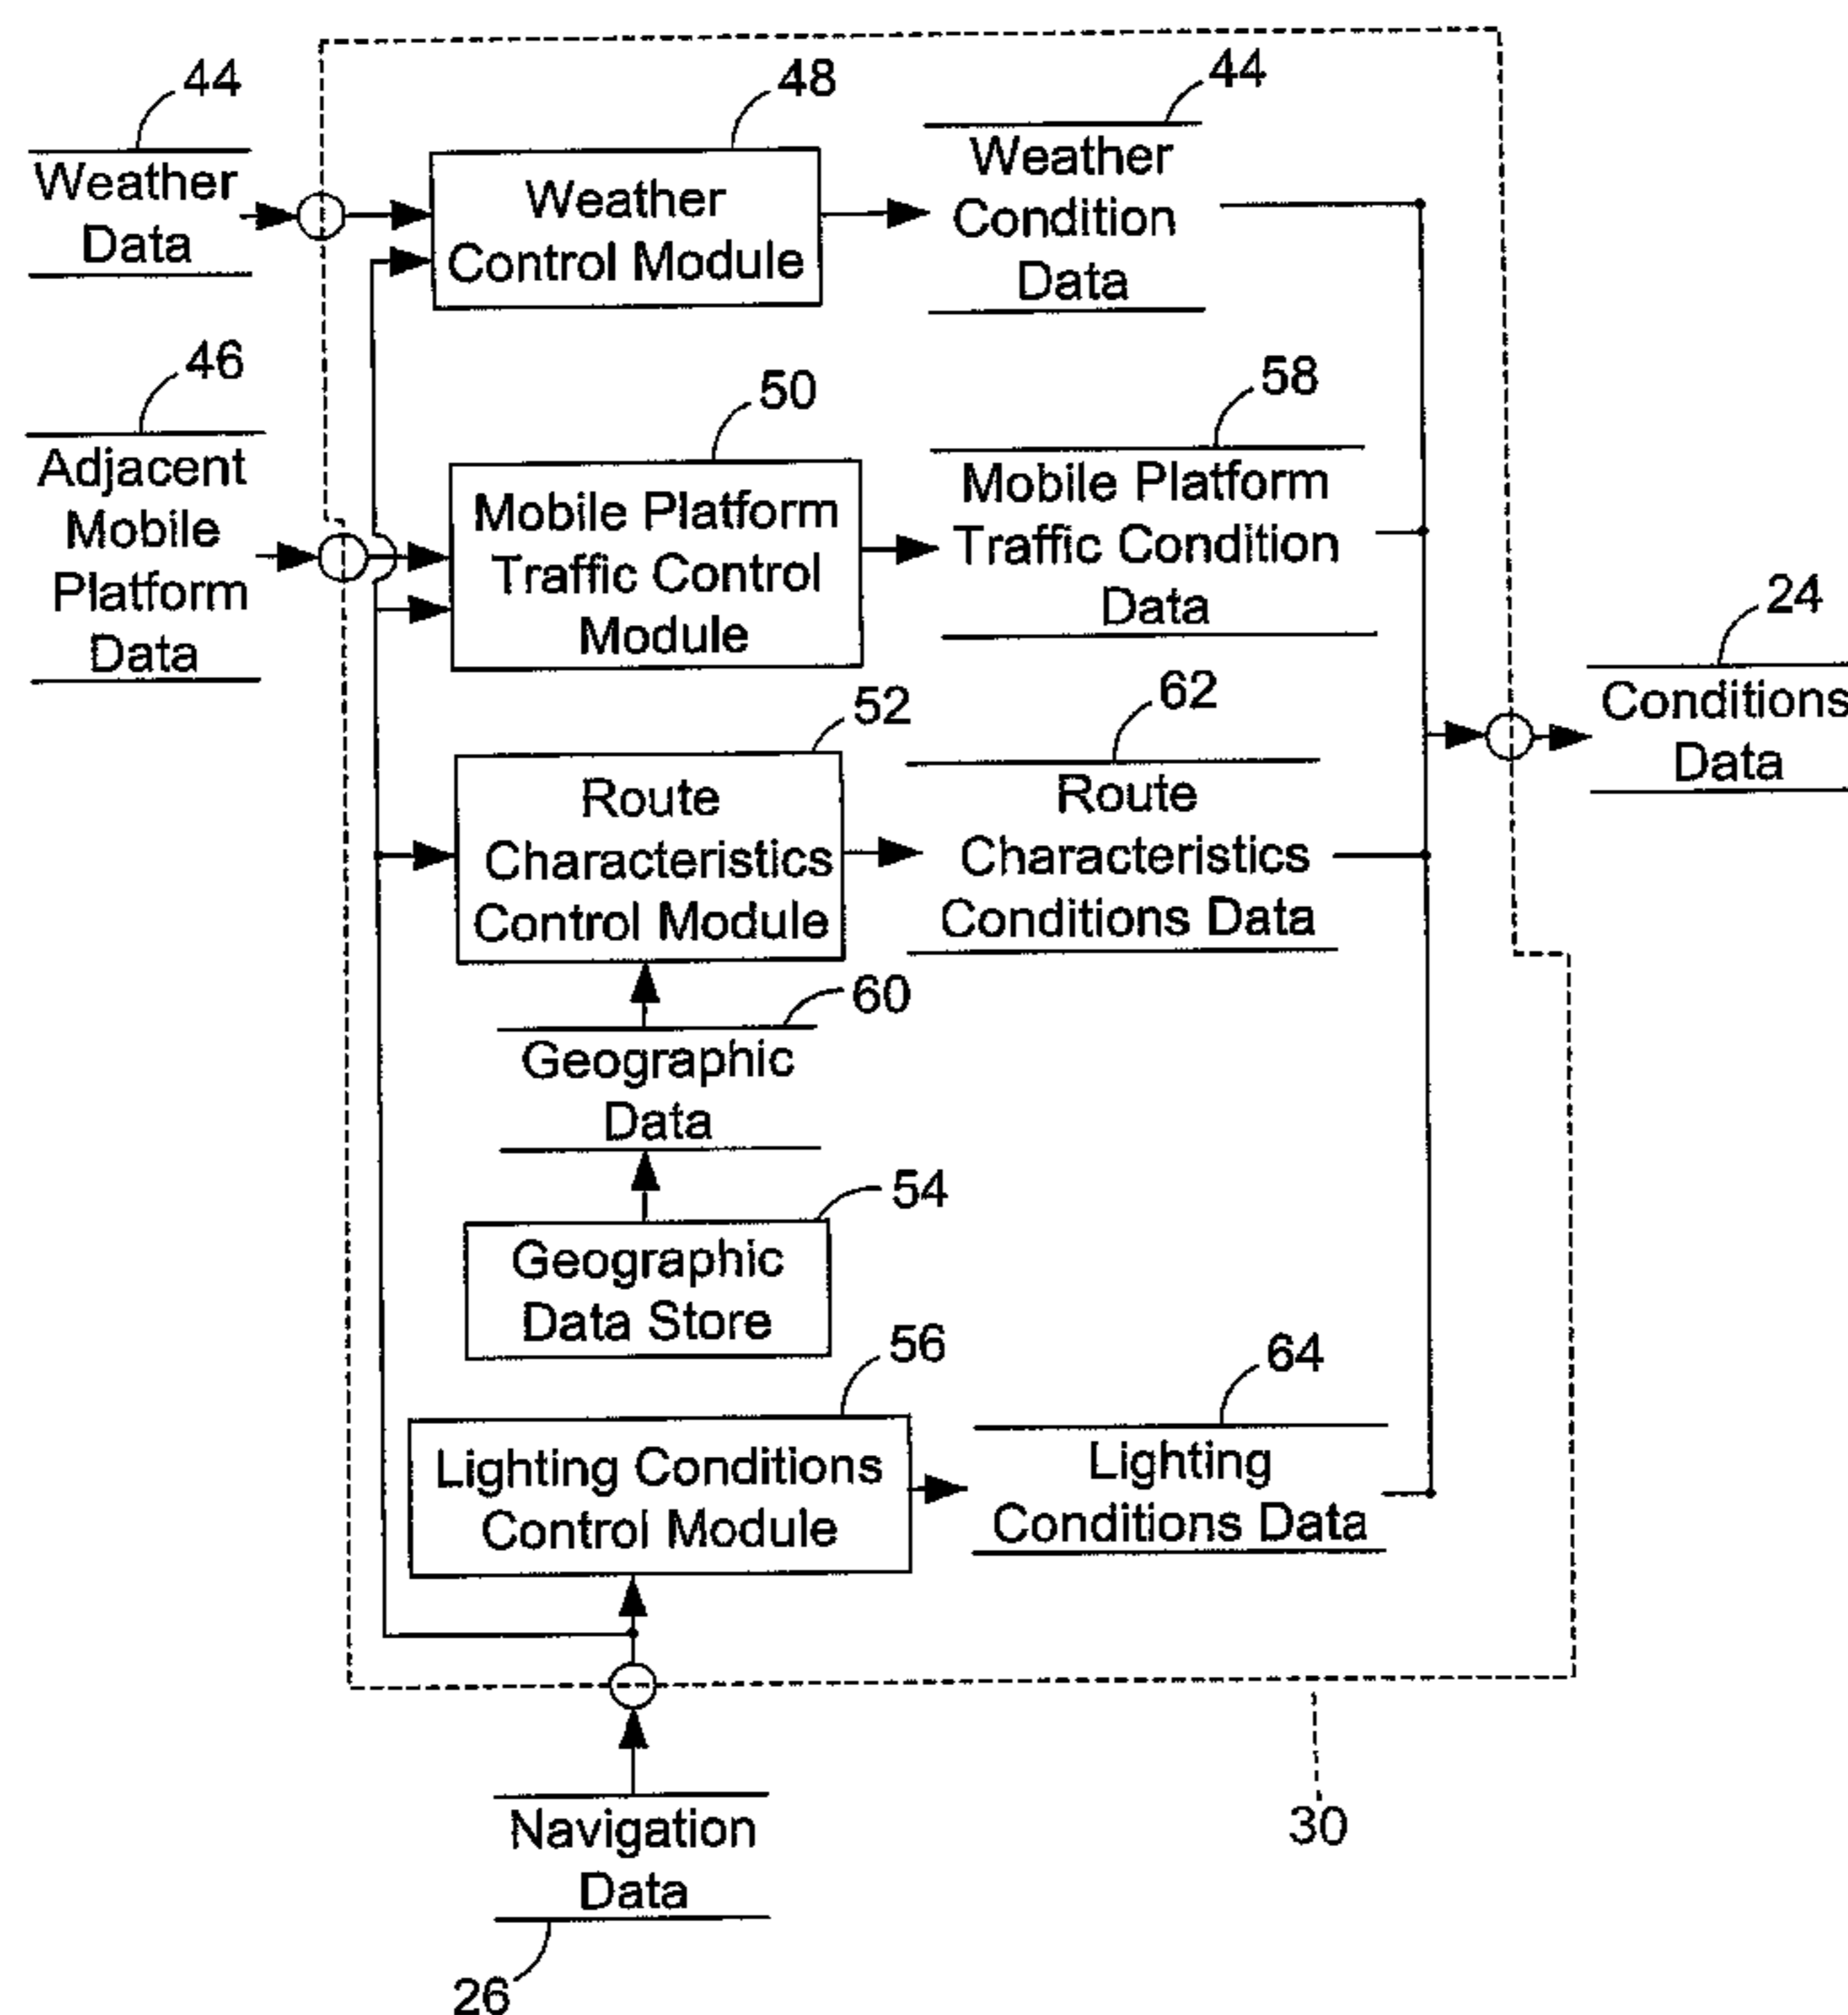 44
Weather
Data
48
Weather
Control Module
44
Weather
Condition
Data
46
Adjacent
Mobile
Platform
Data
50
Mobile Platform
Traffic Control
Module
58
Mobile Platform
Traffic Condition
Data
24
Conditions
Data
52
Route
Characteristics
Control Module
62
Route
Characteristics
Conditions Data
60
Geographic
Data
54
Geographic
Data Store
56
Lighting Conditions
Control Module
64
Lighting
Conditions Data
Navigation
Data
26
30